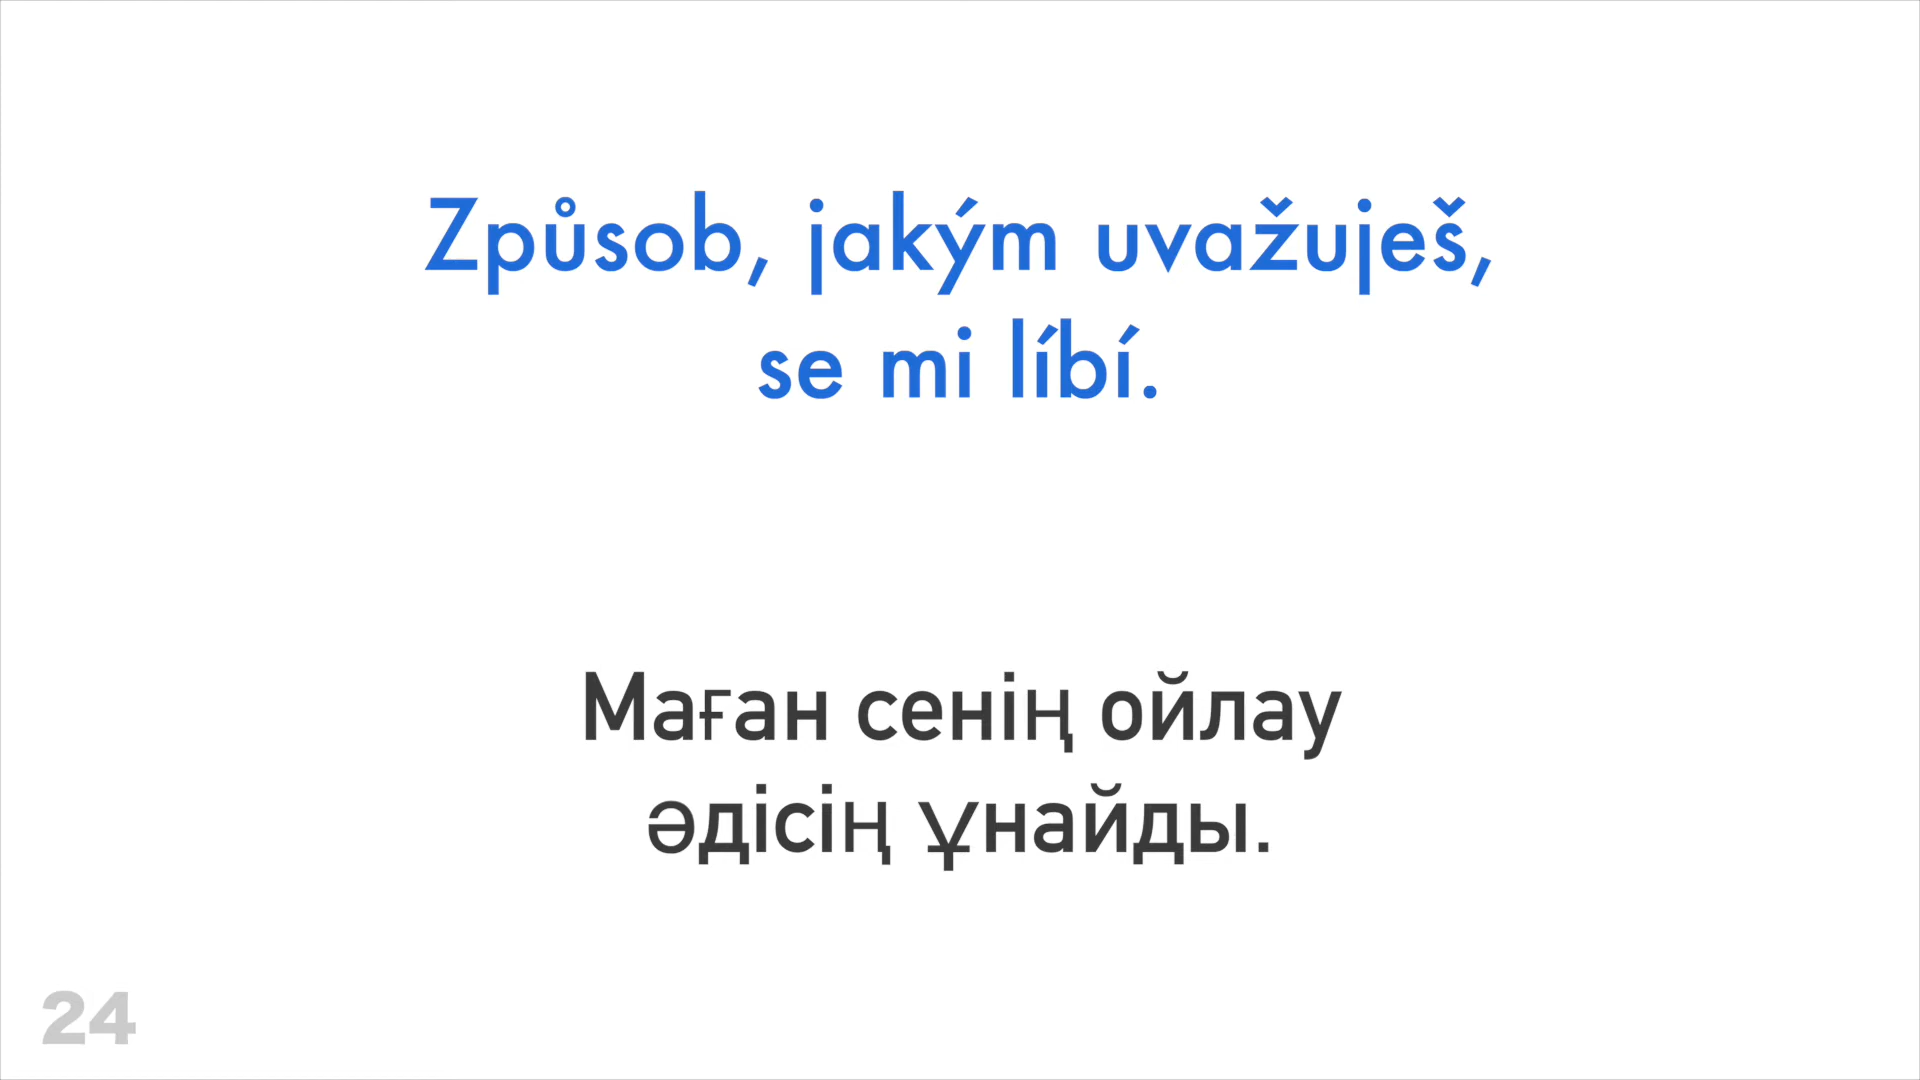 Způsob, jakým uvažuješ,
se mi líbí.
Маған сенің ойлау
әдісің ұнайды.
24